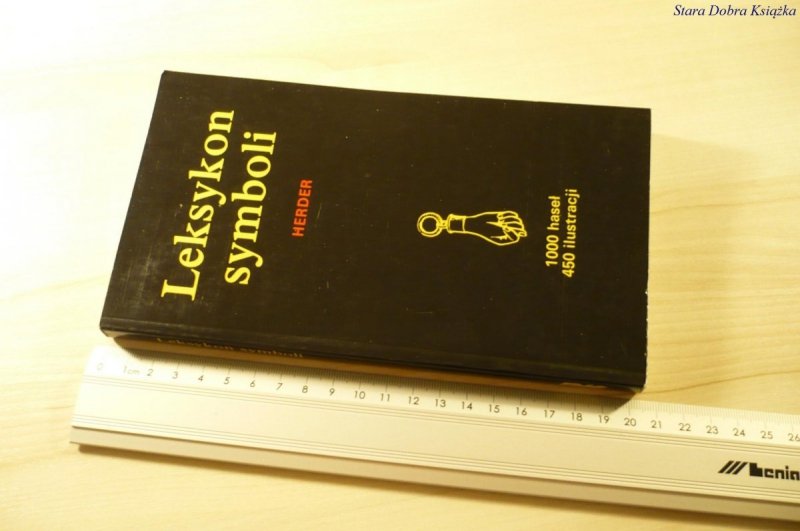 Stara Dobra Książka
Leksykon
symboli
HERDER
1000 haseł
450 ilustracji
Leksykon symboli
0 1cm 2 3 4 5 6 7 8 9 10 11 12 13 14 15 16 17 18 19 20 21 22 23 24 25 26